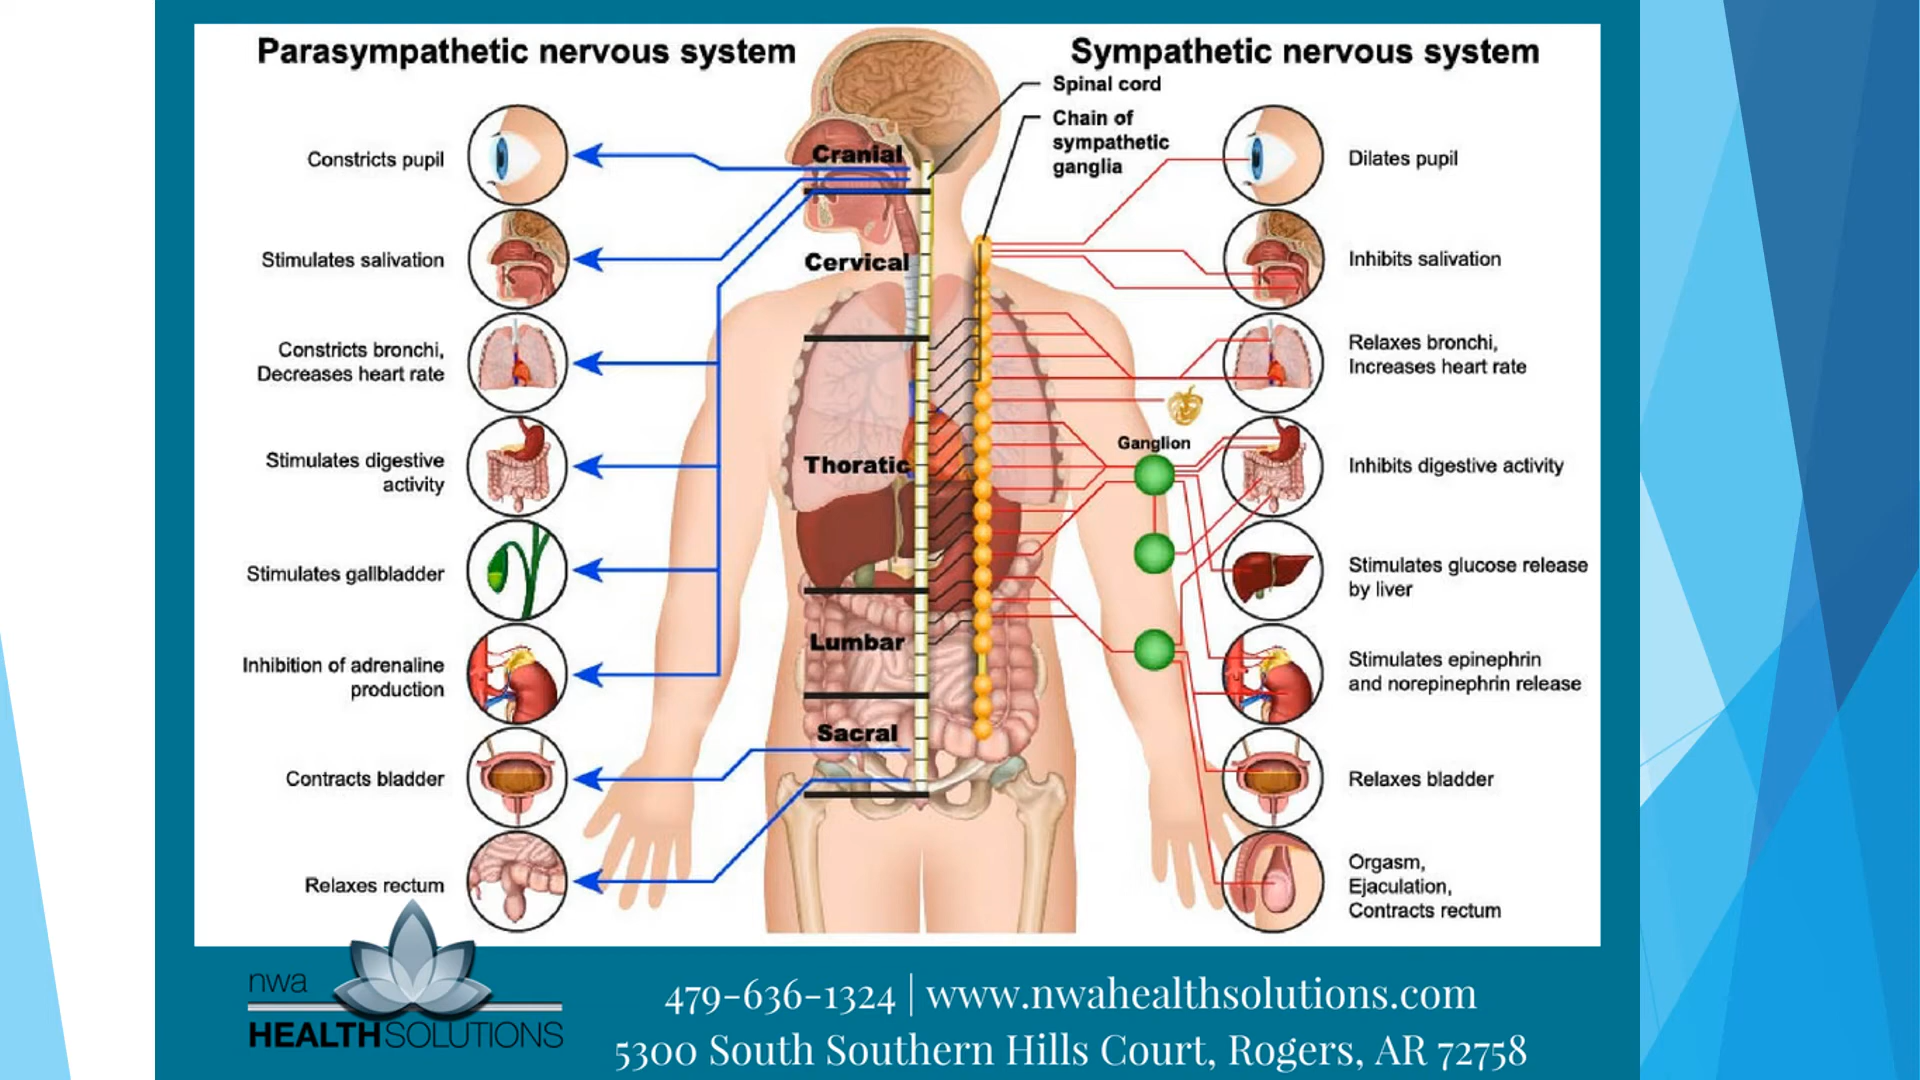 Parasympathetic nervous system
Constricts pupil
Stimulates salivation
Constricts bronchi,
Decreases heart rate
Stimulates digestive
activity
Stimulates gallbladder
Inhibition of adrenaline
production
Contracts bladder
Relaxes rectum
Cranial
Cervical
Thoratic
Lumbar
Sacral
Sympathetic nervous system
Spinal cord
Chain of
sympathetic
ganglia
Ganglion
Dilates pupil
Inhibits salivation
Relaxes bronchi,
Increases heart rate
Inhibits digestive activity
Stimulates glucose release
by liver
Stimulates epinephrin
and norepinephrin release
Relaxes bladder
Orgasm,
Ejaculation,
Contracts rectum
nwa
HEALTHSOLUTIONS
479-636-1324 | www.nwahealthsolutions.com
5300 South Southern Hills Court, Rogers, AR 72758